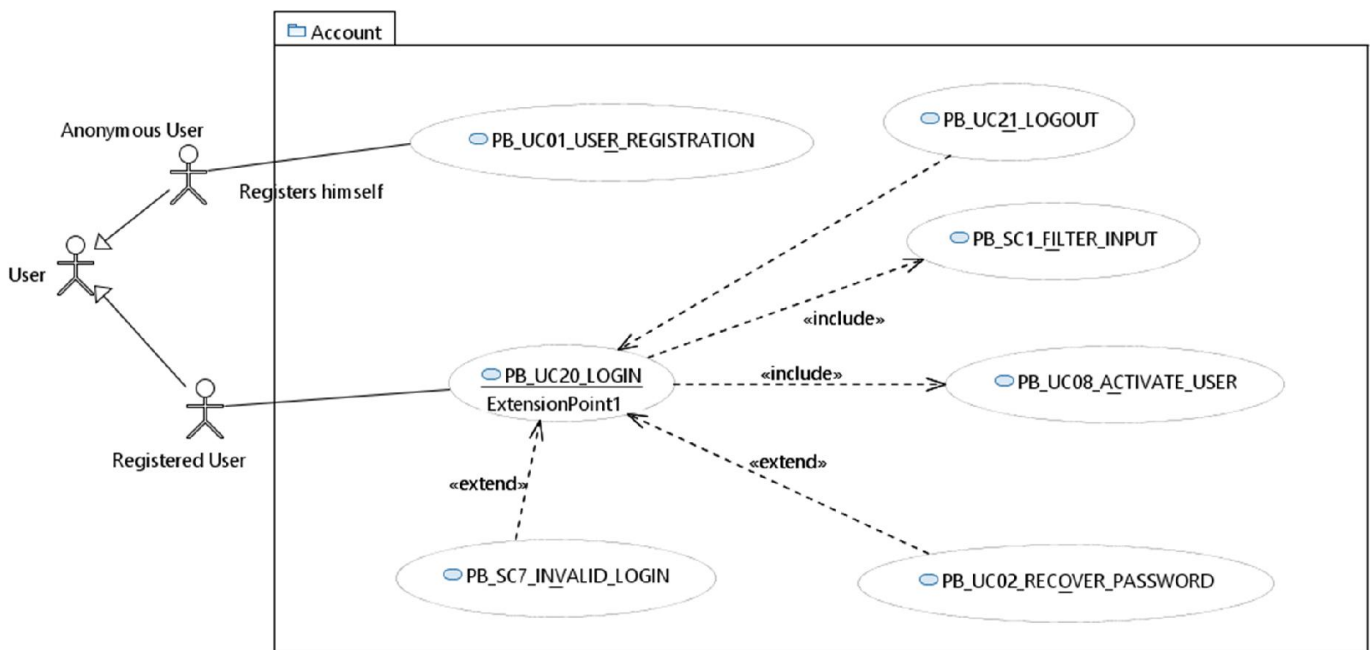 Account
Anonymous User
PB_UC01_USER_REGISTRATION
PB_UC21_LOGOUT
Registers himself
PB_SC1_FILTER_INPUT
User
«include»
PB_UC20_LOGIN
ExtensionPoint1
«include»
PB_UC08_ACTIVATE_USER
Registered User
«extend»
«extend»
PB_SC7_INVALID_LOGIN
PB_UC02_RECOVER_PASSWORD